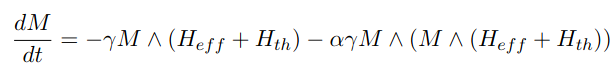 dM/dt = −γM ∧ (H_eff + H_th) − αγM ∧ (M ∧ (H_eff + H_th))